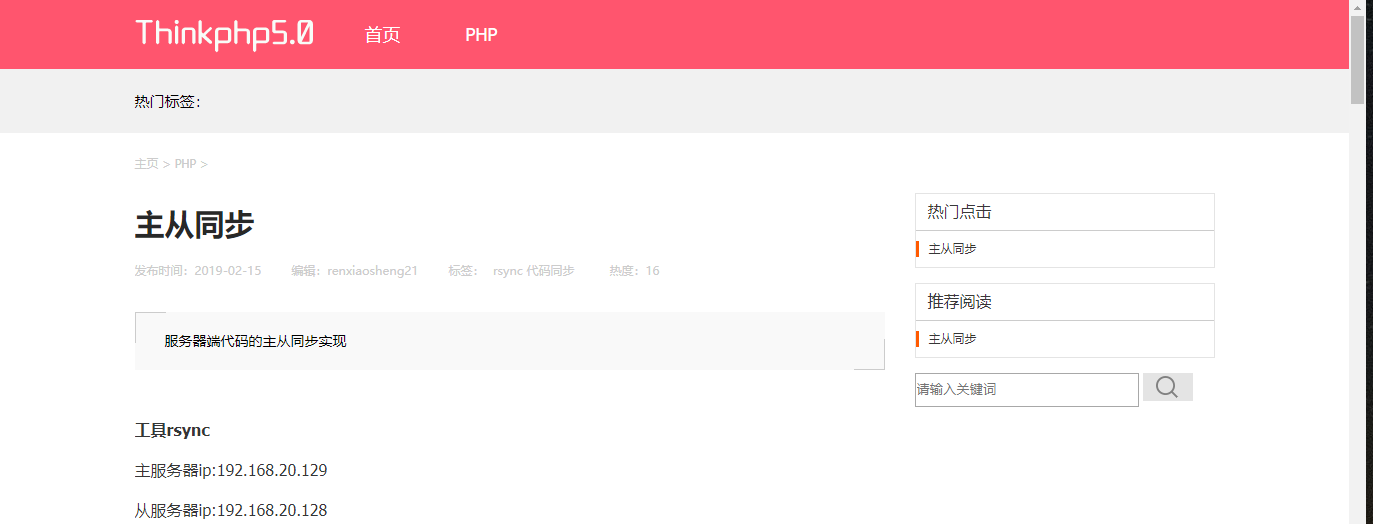 Thinkphp5.0 首页 PHP
热门标签：
主页 > PHP >
主从同步
发布时间：2019-02-15 编辑：renxiaosheng21 标签： rsync 代码同步 热度：16
服务器端代码的主从同步实现
工具rsync
主服务器ip:192.168.20.129
从服务器ip:192.168.20.128
热门点击
主从同步
推荐阅读
主从同步
请输入关键词